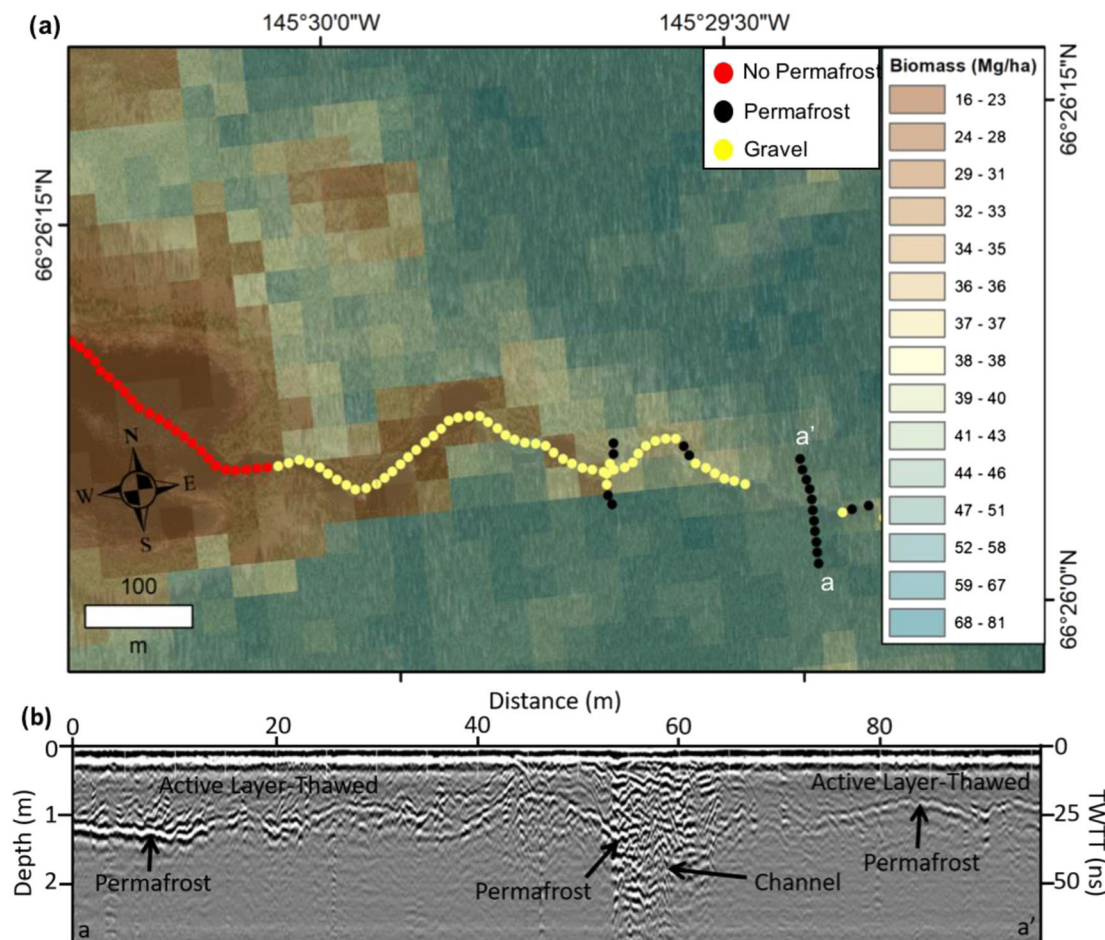 (a)
145°30'0"W
145°29'30"W
No Permafrost
Permafrost
Gravel
Biomass (Mg/ha)
16 - 23
24 - 28
29 - 31
32 - 33
34 - 35
36 - 36
37 - 37
38 - 38
39 - 40
41 - 43
44 - 46
47 - 51
52 - 58
59 - 67
68 - 81
66°26'15"N
66°26'15"N
66°26'0"N
N
W
E
S
a'
a
100
m
(b)
Distance (m)
0
20
40
60
80
Depth (m)
0
1
2
TWTT (ns)
0
25
50
Active Layer-Thawed
Active Layer-Thawed
Permafrost
Permafrost
Channel
Permafrost
a
a'